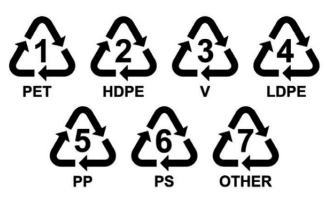 1 2 3 4
PET HDPE V LDPE
5 6 7
PP PS OTHER